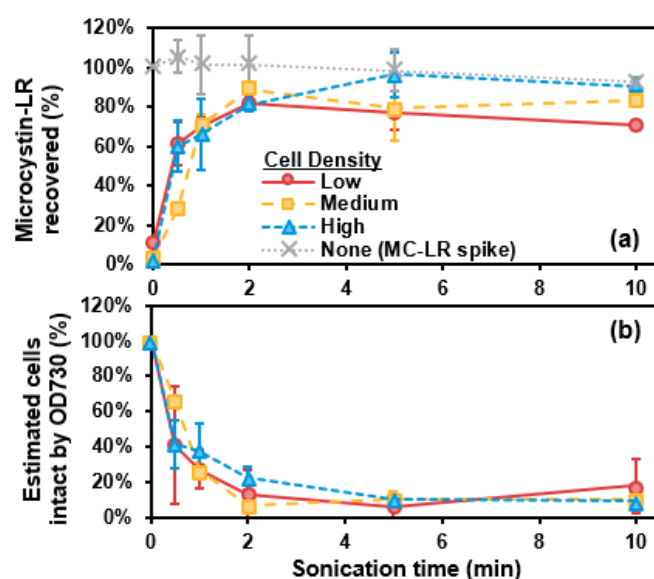 120%
100%
80%
60%
40%
20%
0%
Microcystin-LR
recovered (%)
Cell Density
Low
Medium
High
None (MC-LR spike)
(a)
0 2 4 6 8 10
120%
100%
80%
60%
40%
20%
0%
Estimated cells
intact by OD730 (%)
(b)
0 2 4 6 8 10
Sonication time (min)